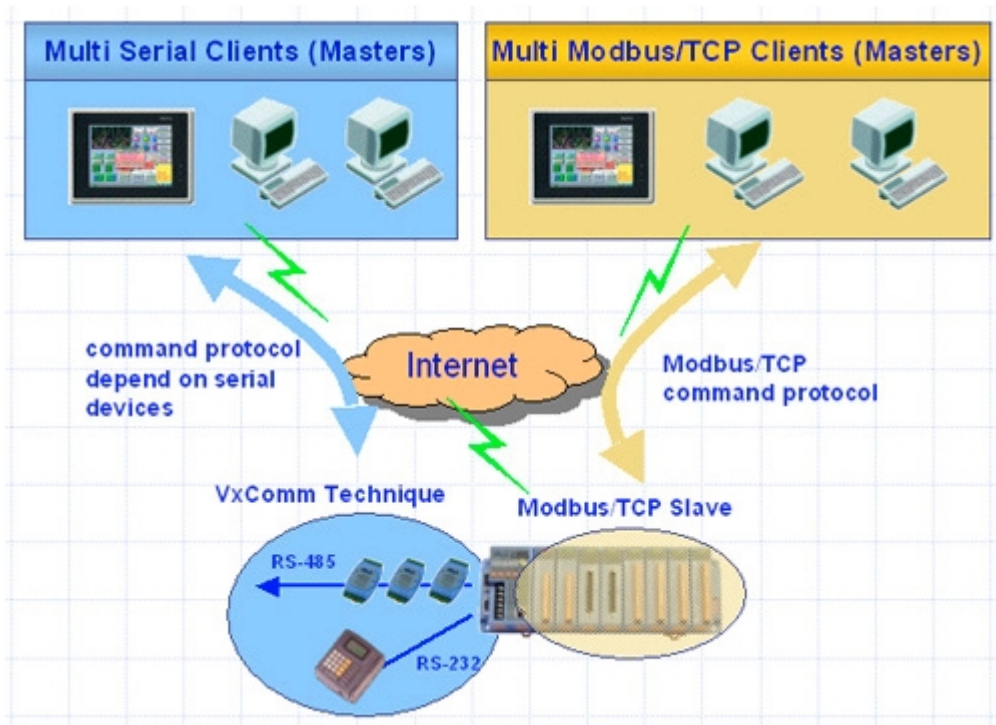 Multi Serial Clients (Masters)
Multi Modbus/TCP Clients (Masters)
Internet
command protocol
depend on serial
devices
Modbus/TCP
command protocol
VxComm Technique
Modbus/TCP Slave
RS-485
RS-232